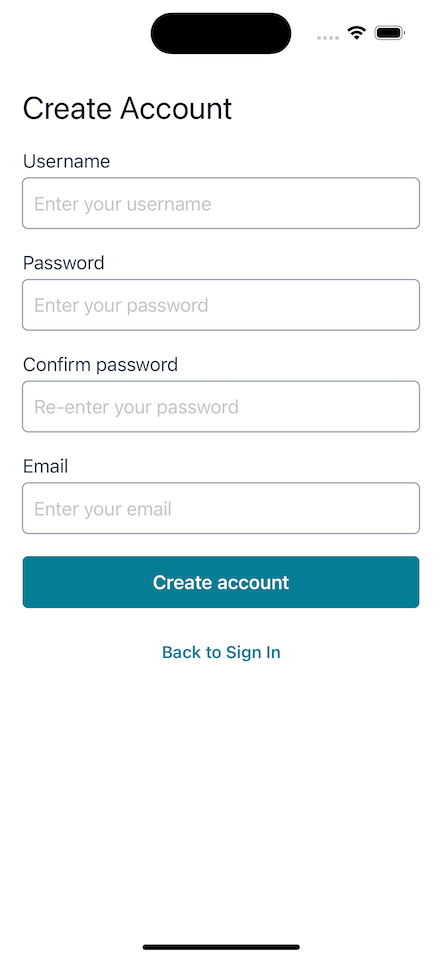 Create Account
Username
Enter your username
Password
Enter your password
Confirm password
Re-enter your password
Email
Enter your email
Create account
Back to Sign In